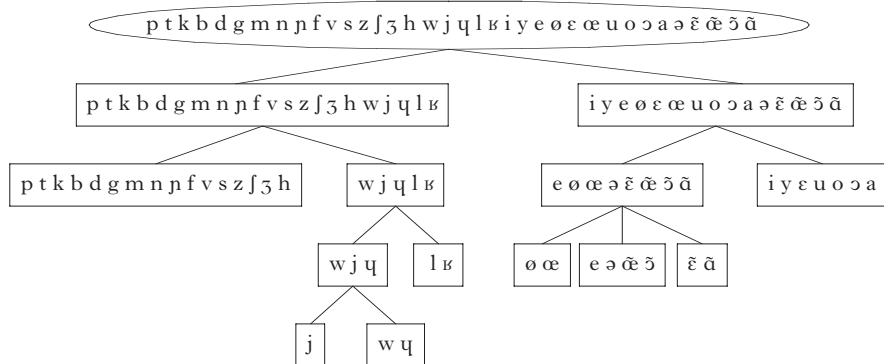 p t k b d g m n ɲ f v s z ʃ ʒ h w j ɥ l ʁ i y e ø ɛ œ u o ɔ a ə ɛ̃ œ̃ ɔ̃ ɑ̃
p t k b d g m n ɲ f v s z ʃ ʒ h w j ɥ l ʁ
i y e ø ɛ œ u o ɔ a ə ɛ̃ œ̃ ɔ̃ ɑ̃
p t k b d g m n ɲ f v s z ʃ ʒ h
w j ɥ l ʁ
e ø œ ə ɛ̃ œ̃ ɔ̃ ɑ̃
i y ɛ u o ɔ a
w j ɥ
l ʁ
ø œ
e ə œ̃ ɔ̃
ɛ̃ ɑ̃
j
w ɥ